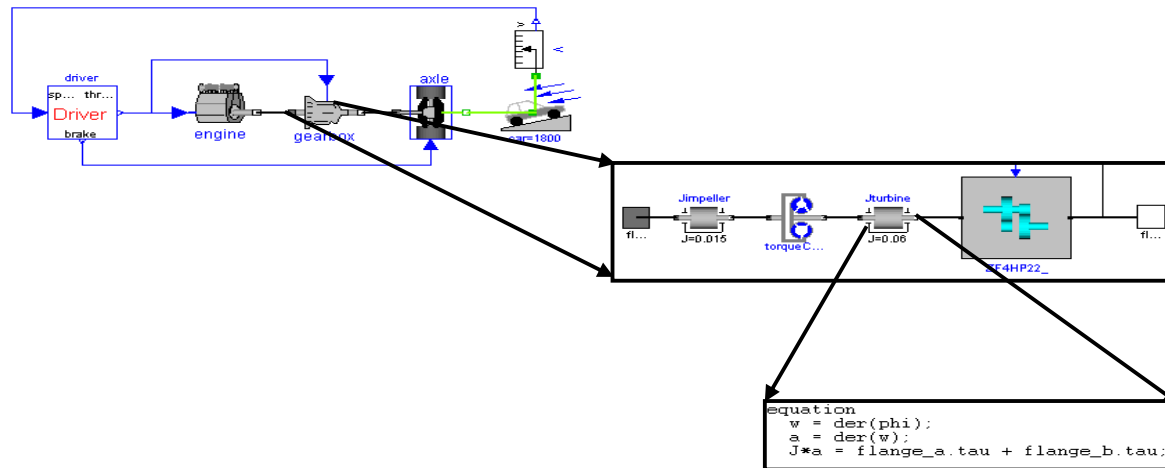 driver
sp... thr...
Driver
brake
engine
gearbox
axle
v
car=1800
Jimpeller
J=0.015
fl...
torqueC...
Jturbine
J=0.06
ZF4HP22_
fl...
equation
w = der(phi);
a = der(w);
J*a = flange_a.tau + flange_b.tau;